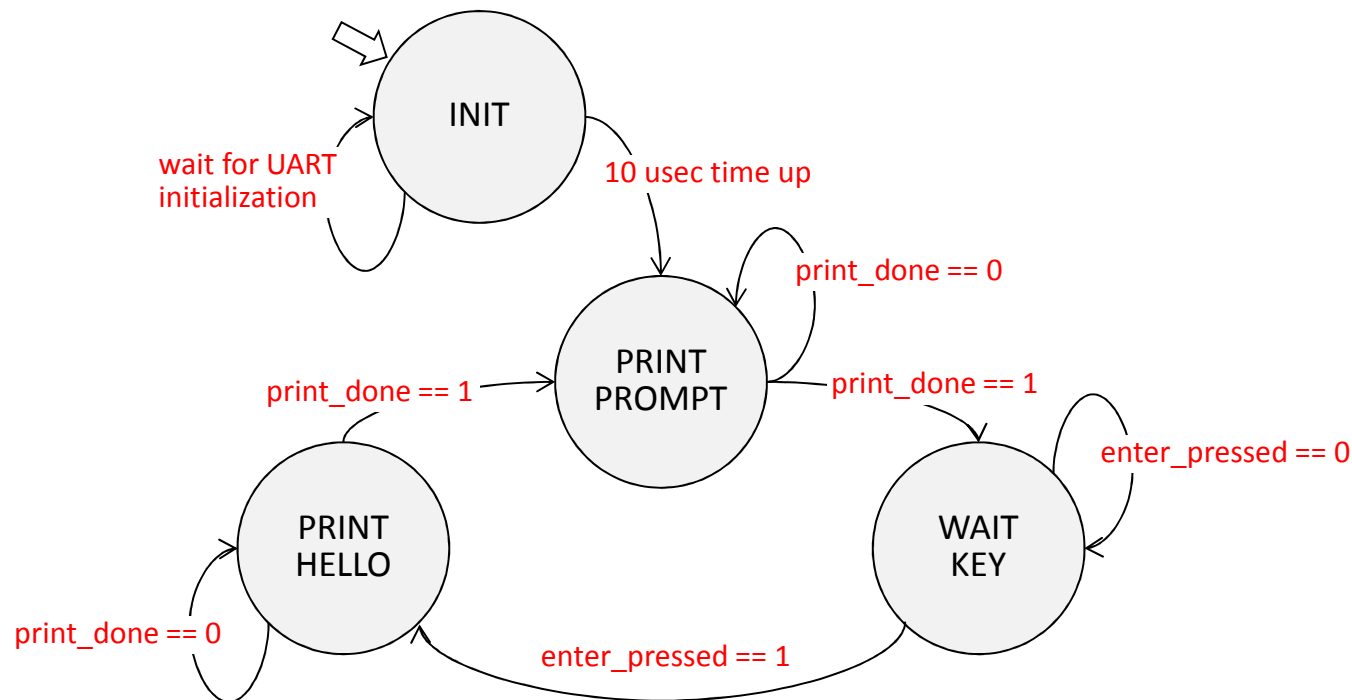 INIT
wait for UART
initialization
10 usec time up
print_done == 0
PRINT
PROMPT
print_done == 1
print_done == 1
enter_pressed == 0
PRINT
HELLO
WAIT
KEY
print_done == 0
enter_pressed == 1